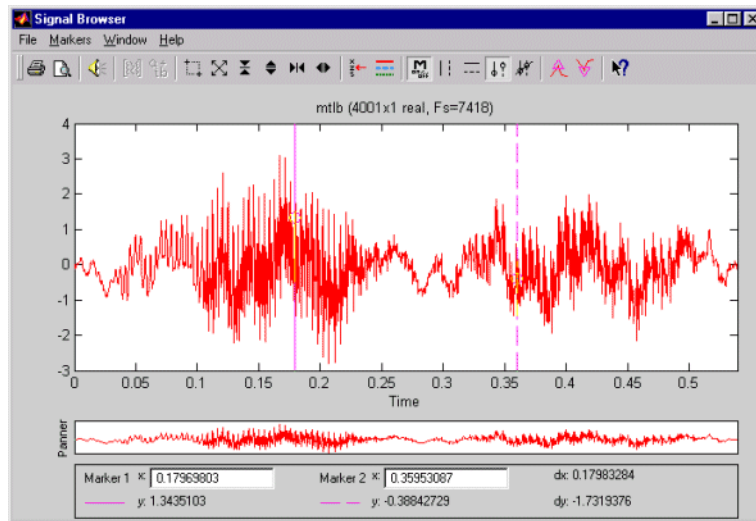 Signal Browser
File Markers Window Help
mtlb (4001x1 real, Fs=7418)
4
3
2
1
0
-1
-2
-3
0 0.05 0.1 0.15 0.2 0.25 0.3 0.35 0.4 0.45 0.5
Time
Panner
Marker 1 x: 0.17969803 Marker 2 x: 0.35953087 dx: 0.17983284
y: 1.3435103 y: -0.38842729 dy: -1.7319376